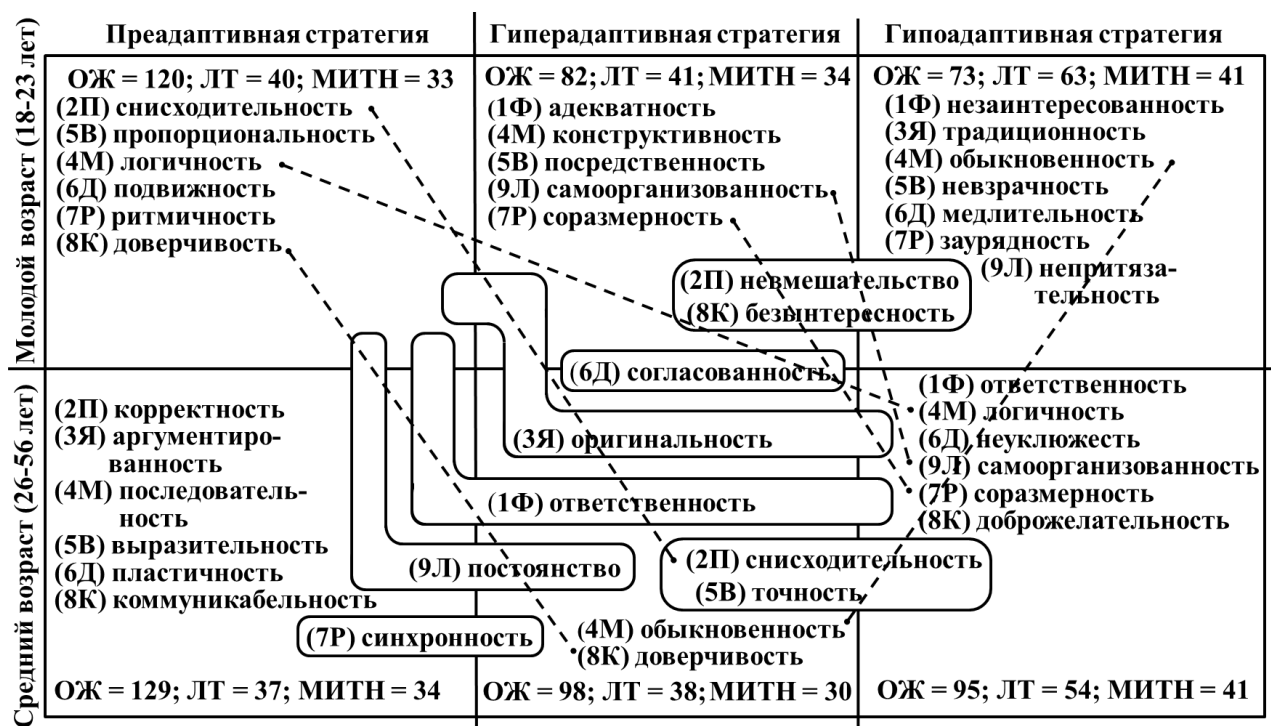 Преадаптивная стратегия
Гиперадаптивная стратегия
Гипоадаптивная стратегия
Молодой возраст (18-23 лет)
ОЖ = 120; ЛТ = 40; МИТН = 33
(2П) снисходительность
(5В) пропорциональность
(4М) логичность
(6Д) подвижность
(7Р) ритмичность
(8К) доверчивость
ОЖ = 82; ЛТ = 41; МИТН = 34
(1Ф) адекватность
(4М) конструктивность
(5В) посредственность
(9Л) самоорганизованность
(7Р) соразмерность
ОЖ = 73; ЛТ = 63; МИТН = 41
(1Ф) незаинтересованность
(3Я) традиционность
(4М) обыкновенность
(5В) невзрачность
(6Д) медлительность
(7Р) заурядность
(9Л) непритяза-
тельность
(2П) невмешательство
(8К) безынтересность
(6Д) согласованность
(3Я) оригинальность
(1Ф) ответственность
(9Л) постоянство
(7Р) синхронность
Средний возраст (26-56 лет)
(2П) корректность
(3Я) аргументиро-
ванность
(4М) последователь-
ность
(5В) выразительность
(6Д) пластичность
(8К) коммуникабельность
ОЖ = 129; ЛТ = 37; МИТН = 34
(2П) снисходительность
(5В) точность
(4М) обыкновенность
(8К) доверчивость
ОЖ = 98; ЛТ = 38; МИТН = 30
(1Ф) ответственность
(4М) логичность
(6Д) неуклюжесть
(9Л) самоорганизованность
(7Р) соразмерность
(8К) доброжелательность
ОЖ = 95; ЛТ = 54; МИТН = 41